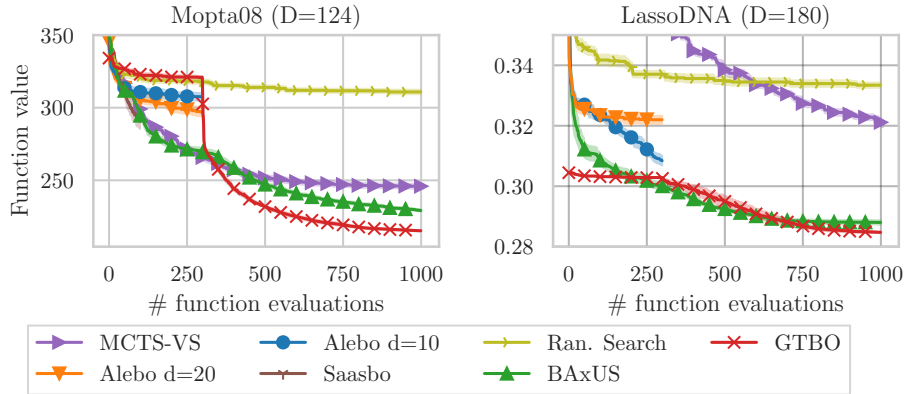 Mopta08 (D=124)
LassoDNA (D=180)
Function value
350
300
250
0.34
0.32
0.30
0.28
0 250 500 750 1000
0 250 500 750 1000
# function evaluations
# function evaluations
MCTS-VS Alebo d=10 Ran. Search GTBO
Alebo d=20 Saasbo BAxUS